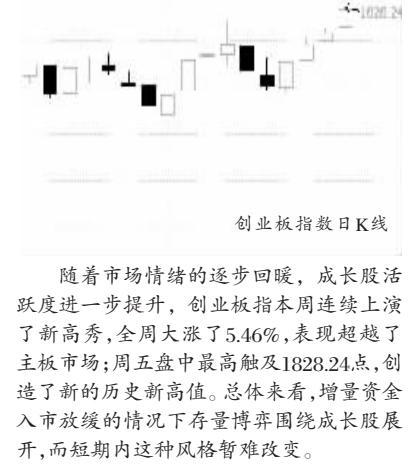 1828.24
创业板指数日K线
随着市场情绪的逐步回暖，成长股活
跃度进一步提升，创业板指本周连续上演
了新高秀,全周大涨了5.46%,表现超越了
主板市场;周五盘中最高触及1828.24点,创
造了新的历史新高值。总体来看,增量资金
入市放缓的情况下存量博弈围绕成长股展
开,而短期内这种风格暂难改变。